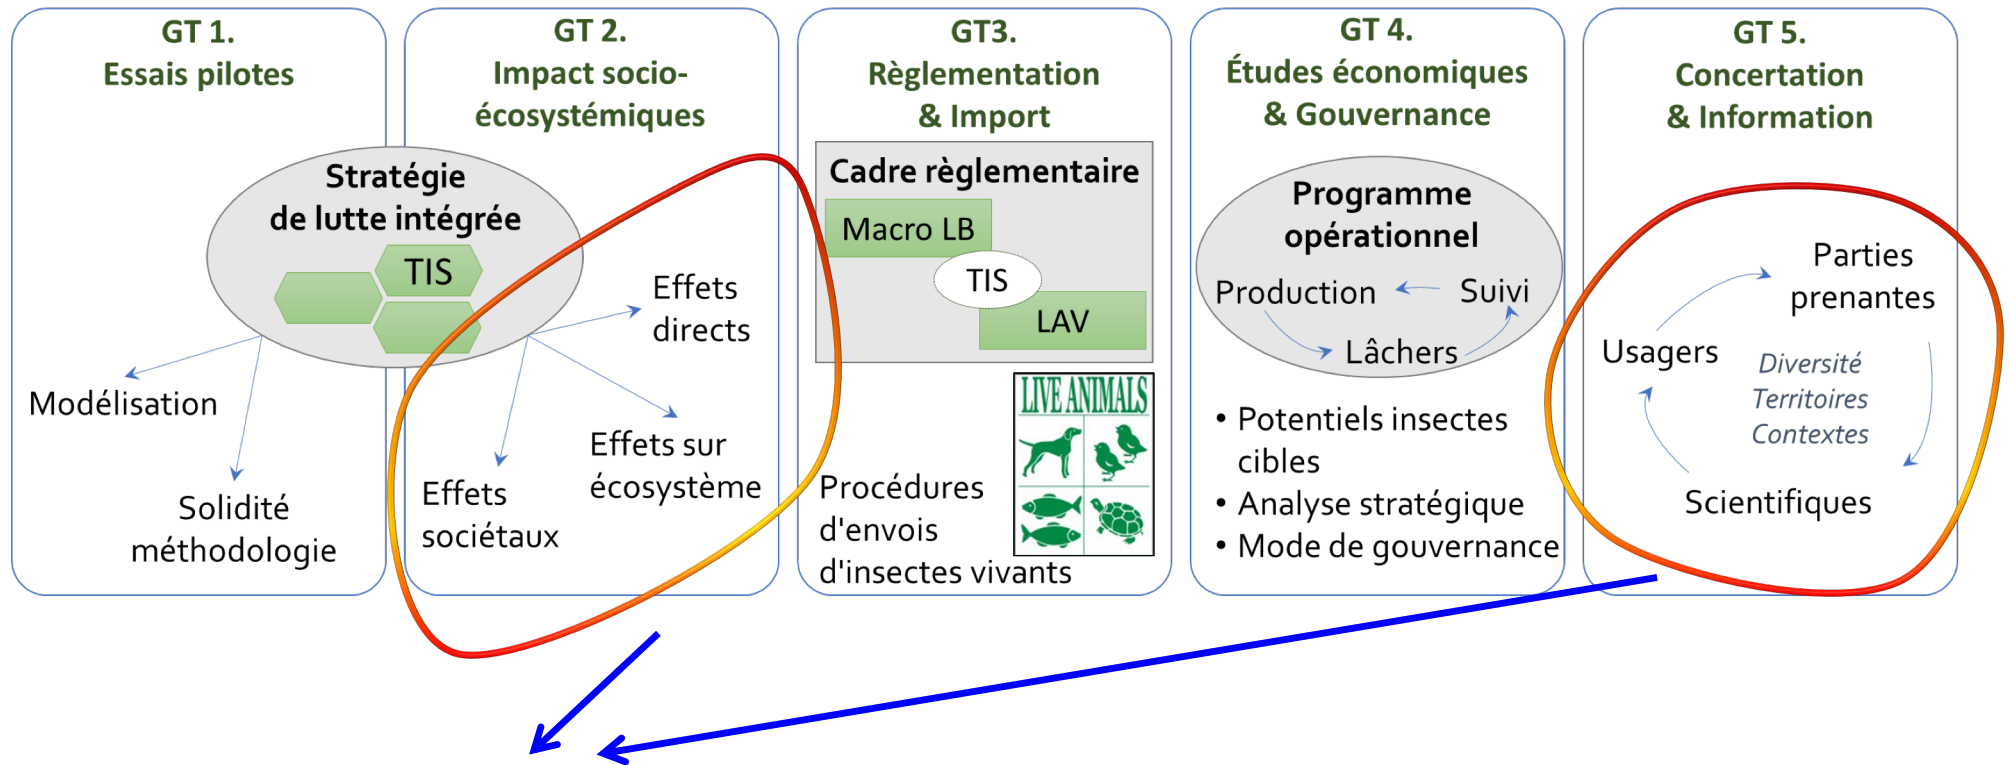 GT 1.
Essais pilotes
GT 2.
Impact socio-
écosystémiques
GT3.
Règlementation
& Import
GT 4.
Études économiques
& Gouvernance
GT 5.
Concertation
& Information
Stratégie
de lutte intégrée
TIS
Modélisation
Solidité
méthodologie
Effets
directs
Effets sur
écosystème
Effets
sociétaux
Cadre règlementaire
Macro LB
TIS
LAV
LIVE ANIMALS
Procédures
d'envois
d'insectes vivants
Programme
opérationnel
Production
Suivi
Lâchers
• Potentiels insectes
cibles
• Analyse stratégique
• Mode de gouvernance
Parties
prenantes
Usagers
Diversité
Territoires
Contextes
Scientifiques